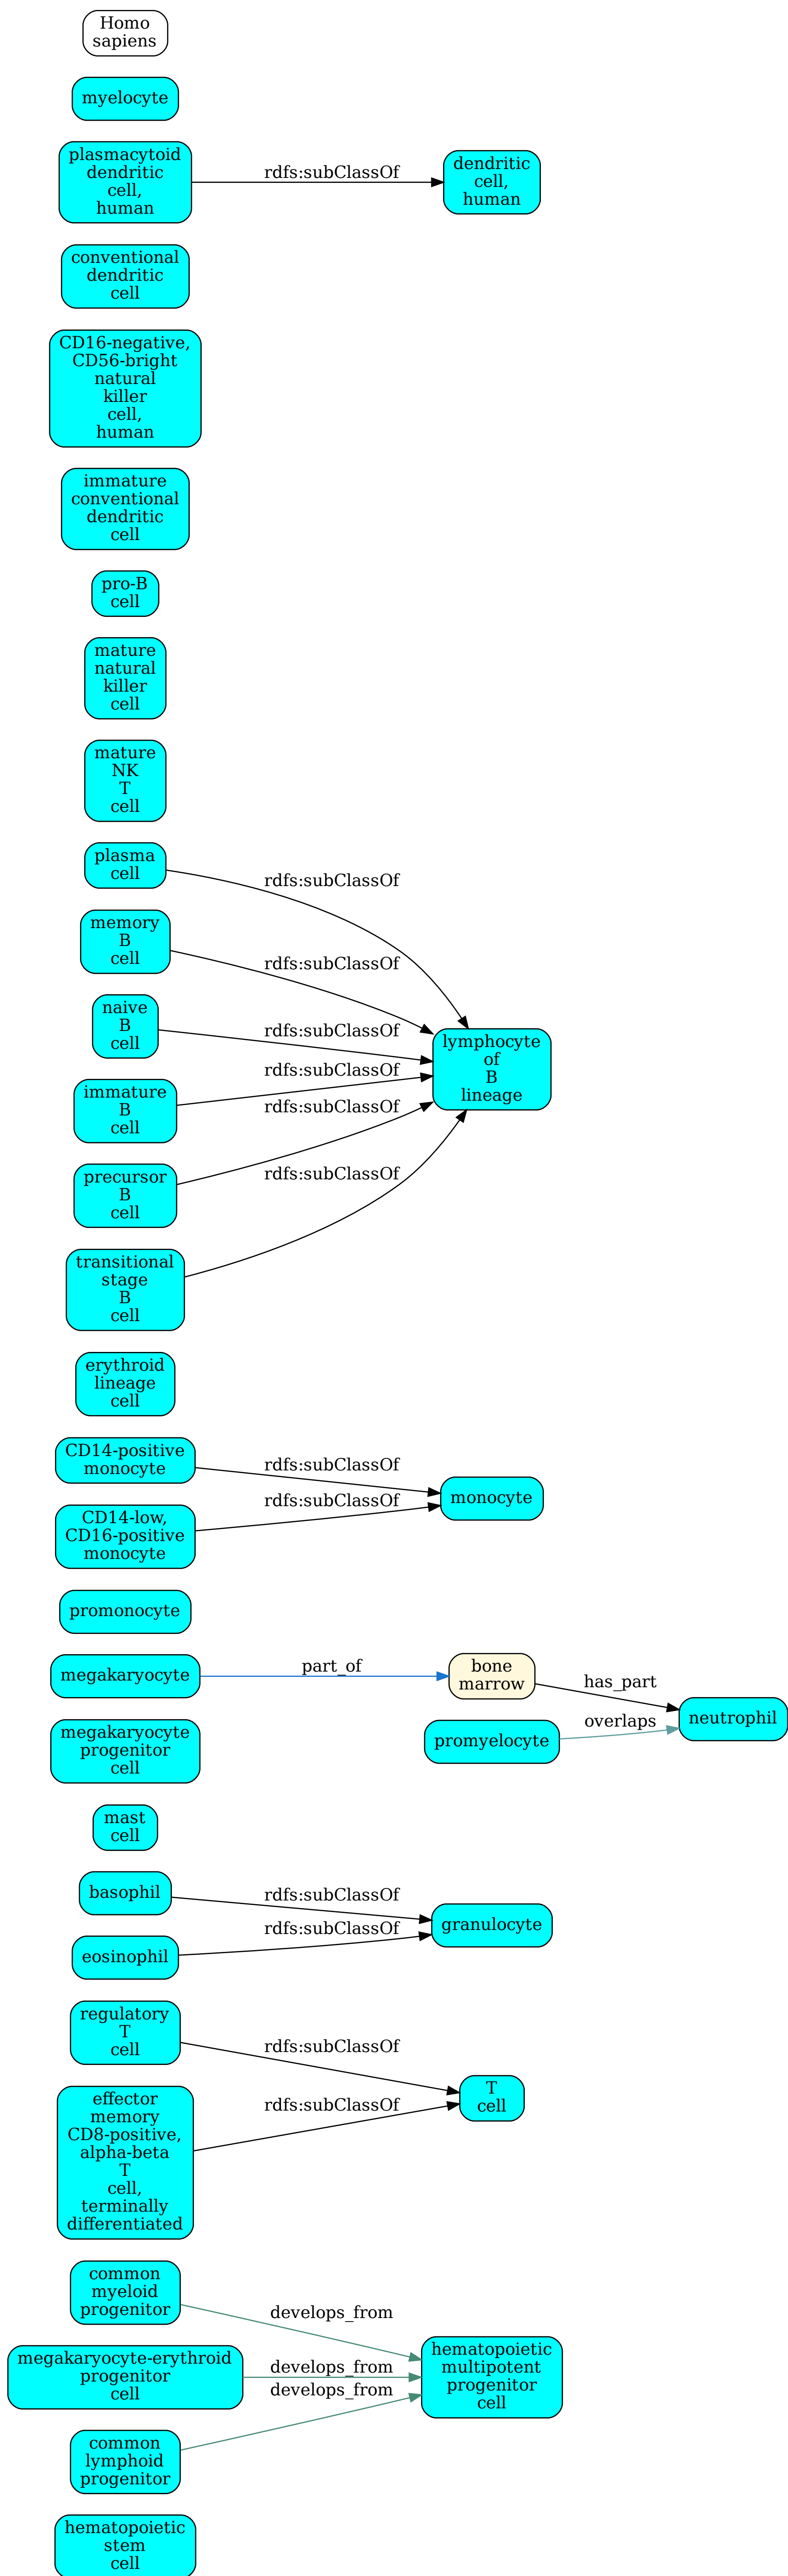 Homo
sapiens
myelocyte
plasmacytoid
dendritic
cell,
human
rdfs:subClassOf
dendritic
cell,
human
conventional
dendritic
cell
CD16-negative,
CD56-bright
natural
killer
cell,
human
immature
conventional
dendritic
cell
pro-B
cell
mature
natural
killer
cell
mature
NK
T
cell
plasma
cell
rdfs:subClassOf
memory
B
cell
rdfs:subClassOf
naive
B
cell
rdfs:subClassOf
lymphocyte
of
B
lineage
immature
B
cell
rdfs:subClassOf
precursor
B
cell
rdfs:subClassOf
transitional
stage
B
cell
rdfs:subClassOf
erythroid
lineage
cell
CD14-positive
monocyte
rdfs:subClassOf
monocyte
CD14-low,
CD16-positive
monocyte
rdfs:subClassOf
promonocyte
megakaryocyte
part_of
bone
marrow
has_part
neutrophil
promyelocyte
overlaps
megakaryocyte
progenitor
cell
mast
cell
basophil
rdfs:subClassOf
granulocyte
eosinophil
rdfs:subClassOf
regulatory
T
cell
rdfs:subClassOf
T
cell
effector
memory
CD8-positive,
alpha-beta
T
cell,
terminally
differentiated
rdfs:subClassOf
common
myeloid
progenitor
develops_from
hematopoietic
multipotent
progenitor
cell
megakaryocyte-erythroid
progenitor
cell
develops_from
common
lymphoid
progenitor
develops_from
hematopoietic
stem
cell